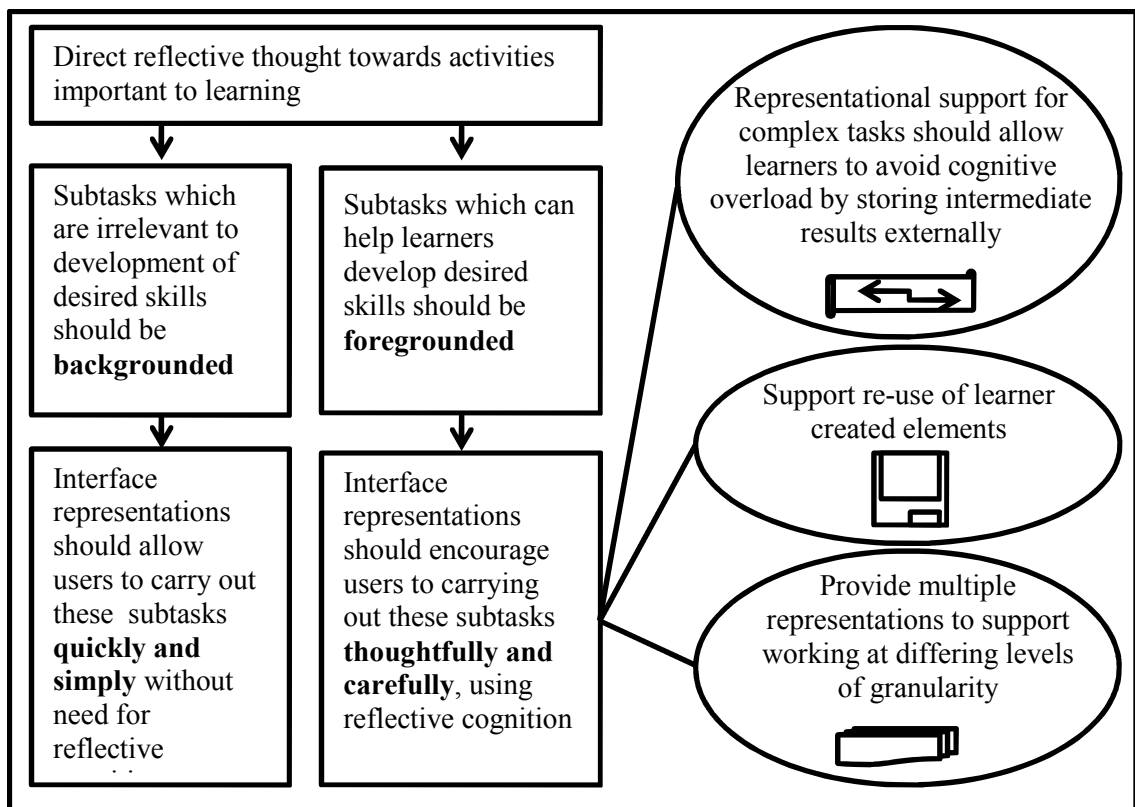 Direct reflective thought towards activities
important to learning
Subtasks which
are irrelevant to
development of
desired skills
should be
backgrounded
Subtasks which can
help learners
develop desired
skills should be
foregrounded
Interface
representations
should allow
users to carry out
these subtasks
quickly and
simply without
need for
reflective
Interface
representations
should encourage
users to carrying
out these subtasks
thoughtfully and
carefully, using
reflective cognition
Representational support for
complex tasks should allow
learners to avoid cognitive
overload by storing intermediate
results externally
Support re-use of learner
created elements
Provide multiple
representations to support
working at differing levels
of granularity